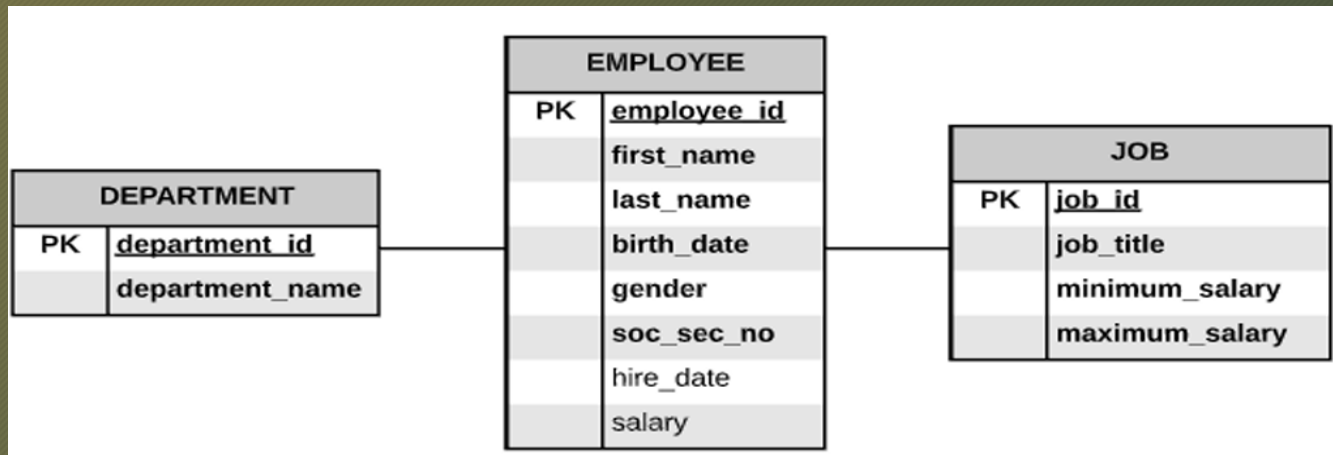 DEPARTMENT
PK department_id
department_name
EMPLOYEE
PK employee_id
first_name
last_name
birth_date
gender
soc_sec_no
hire_date
salary
JOB
PK job_id
job_title
minimum_salary
maximum_salary